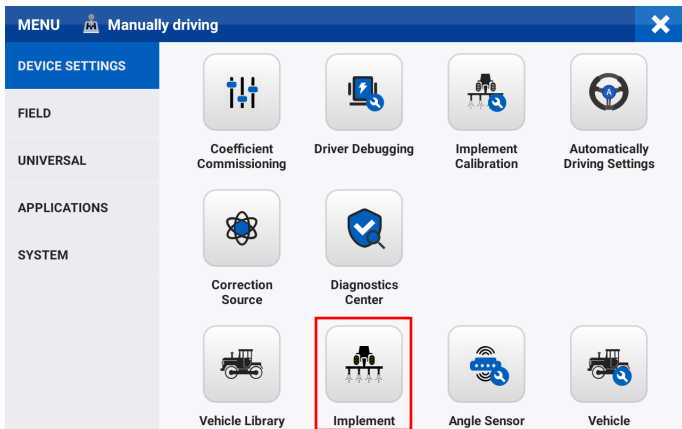 MENU Manually driving
DEVICE SETTINGS
FIELD
UNIVERSAL
APPLICATIONS
SYSTEM
Coefficient
Commissioning
Driver Debugging
Implement
Calibration
A
Automatically
Driving Settings
Correction
Source
Diagnostics
Center
Vehicle Library
Implement
Angle Sensor
Vehicle